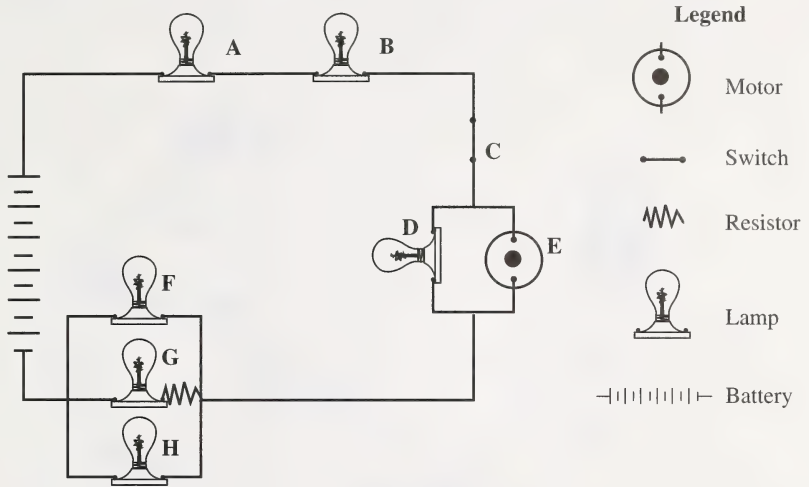 A
B
C
D
E
F
G
H
Legend
Motor
Switch
Resistor
Lamp
Battery